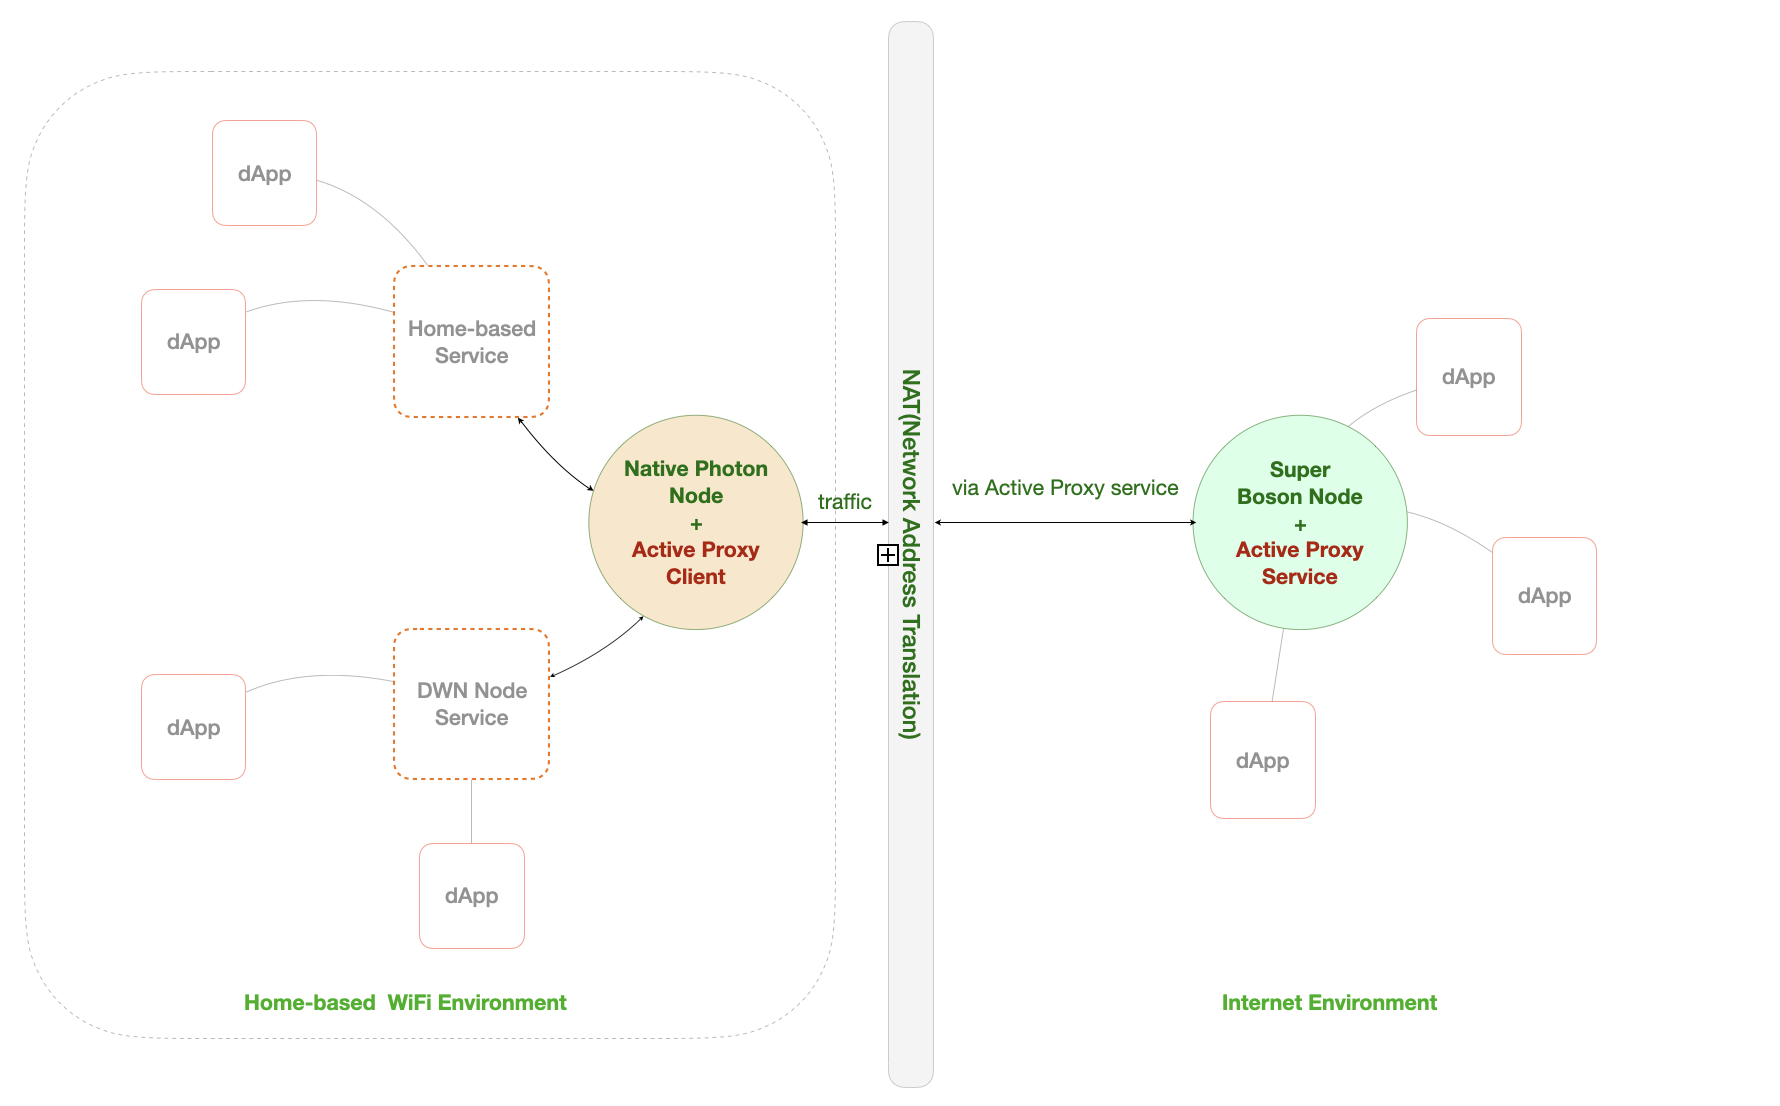 dApp
dApp
Home-based
Service
Native Photon
Node
+
Active Proxy
Client
DWN Node
Service
dApp
dApp
Home-based  WiFi Environment
traffic
NAT(Network Address Translation)
via Active Proxy service
Super
Boson Node
+
Active Proxy
Service
dApp
dApp
dApp
Internet Environment